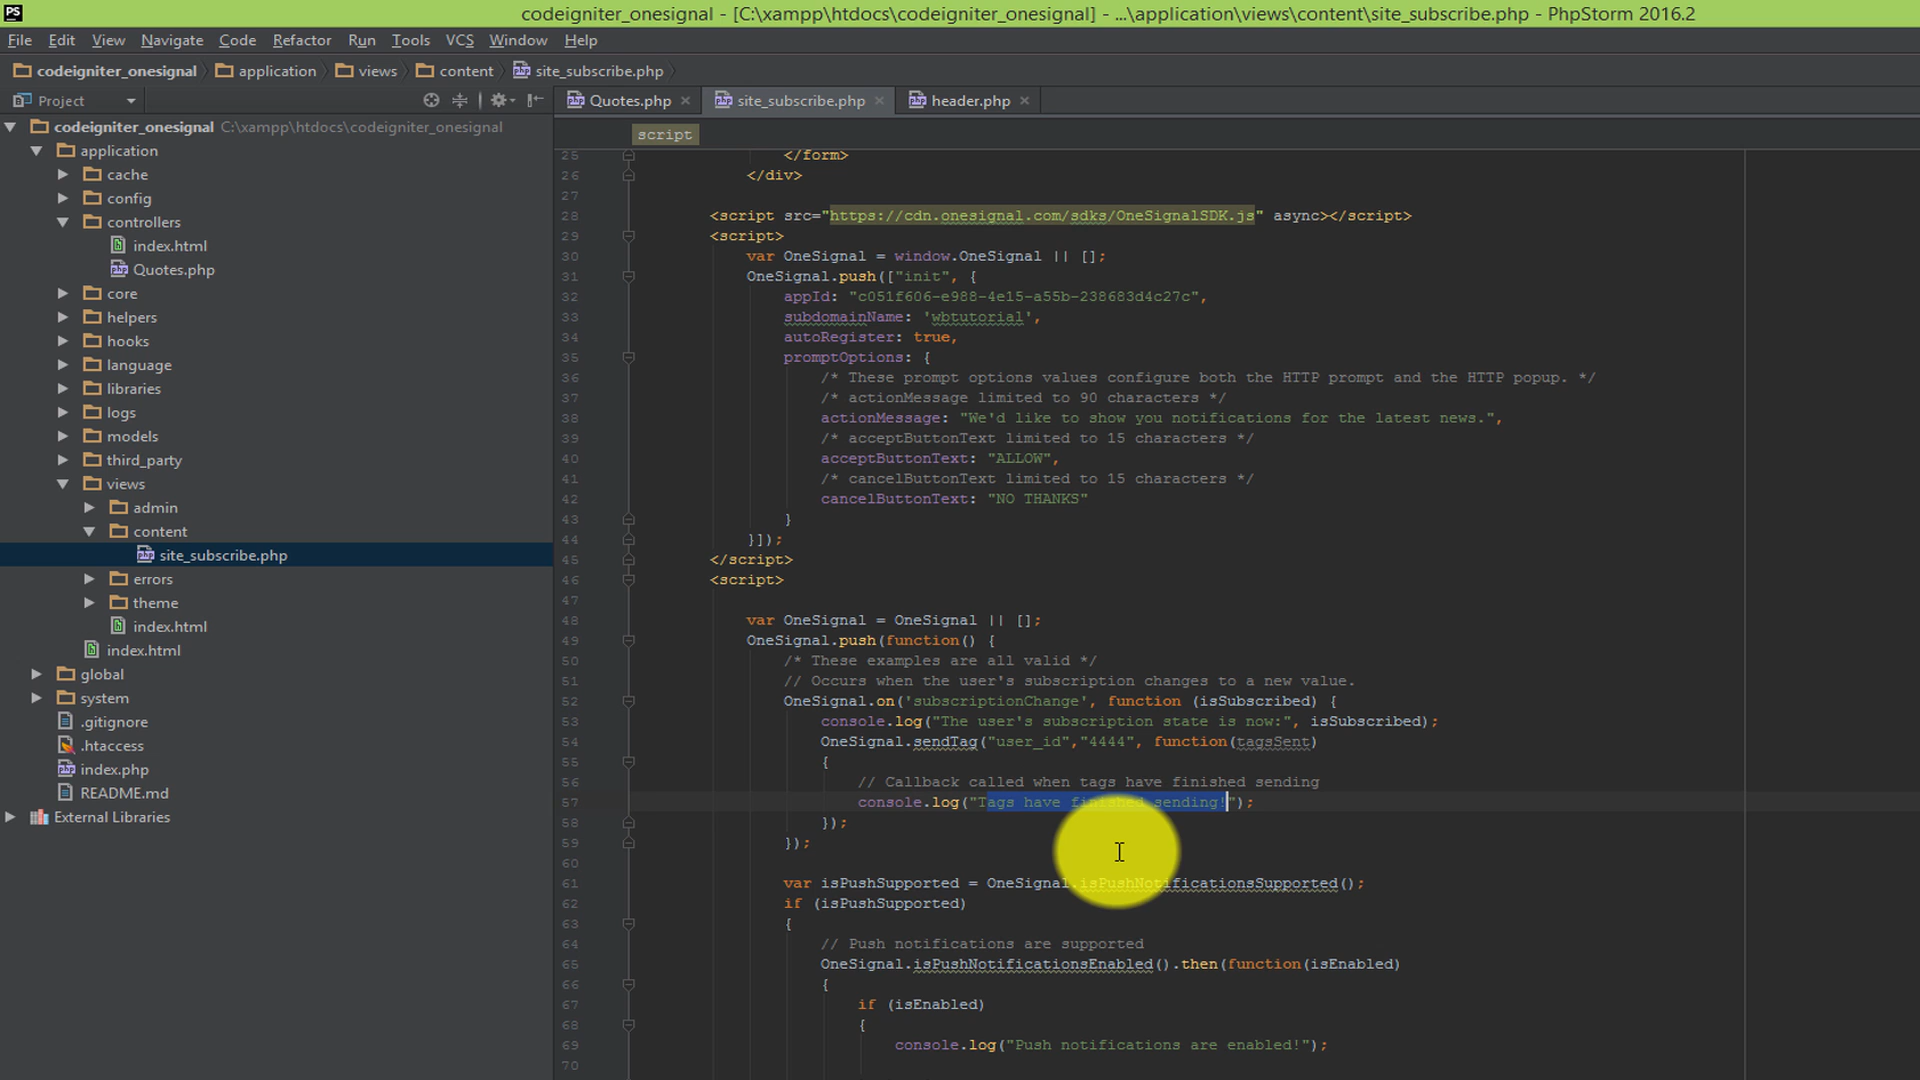 PS
codeigniter_onesignal - [C:\xampp\htdocs\codeigniter_onesignal] - ...\application\views\content\site_subscribe.php - PhpStorm 2016.2
File Edit View Navigate Code Refactor Run Tools VCS Window Help
codeigniter_onesignal application views content site_subscribe.php
Project
Quotes.php site_subscribe.php header.php
script
codeigniter_onesignal C:\xampp\htdocs\codeigniter_onesignal
application
cache
config
controllers
index.html
Quotes.php
core
helpers
hooks
language
libraries
logs
models
third_party
views
admin
content
site_subscribe.php
errors
theme
index.html
index.html
global
system
.gitignore
.htaccess
index.php
README.md
External Libraries
25 </form>
26 </div>
27
28 <script src="https://cdn.onesignal.com/sdks/OneSignalSDK.js" async></script>
29 <script>
30 var OneSignal = window.OneSignal || [];
31 OneSignal.push(["init", {
32 appId: "c051f606-e988-4e15-a55b-238683d4c27c",
33 subdomainName: 'wbtutorial',
34 autoRegister: true,
35 promptOptions: {
36 /* These prompt options values configure both the HTTP prompt and the HTTP popup. */
37 /* actionMessage limited to 90 characters */
38 actionMessage: "We'd like to show you notifications for the latest news.",
39 /* acceptButtonText limited to 15 characters */
40 acceptButtonText: "ALLOW",
41 /* cancelButtonText limited to 15 characters */
42 cancelButtonText: "NO THANKS"
43 }
44 }]);
45 </script>
46 <script>
47
48 var OneSignal = OneSignal || [];
49 OneSignal.push(function() {
50 /* These examples are all valid */
51 // Occurs when the user's subscription changes to a new value.
52 OneSignal.on('subscriptionChange', function (isSubscribed) {
53 console.log("The user's subscription state is now:", isSubscribed);
54 OneSignal.sendTag("user_id","4444", function(tagsSent)
55 {
56 // Callback called when tags have finished sending
57 console.log("Tags have finished sending!");
58 });
59 });
60
61 var isPushSupported = OneSignal.isPushNotificationsSupported();
62 if (isPushSupported)
63 {
64 // Push notifications are supported
65 OneSignal.isPushNotificationsEnabled().then(function(isEnabled)
66 {
67 if (isEnabled)
68 {
69 console.log("Push notifications are enabled!");
70